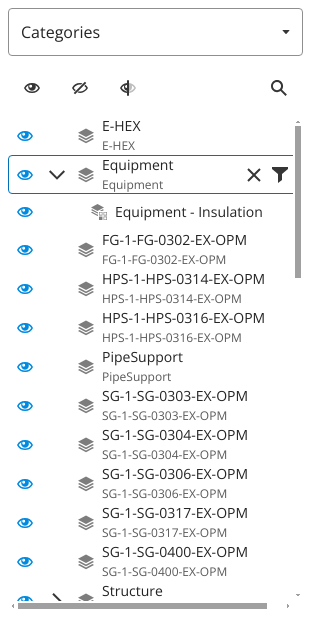 Categories
E-HEX
E-HEX
Equipment
Equipment
Equipment - Insulation
FG-1-FG-0302-EX-OPM
FG-1-FG-0302-EX-OPM
HPS-1-HPS-0314-EX-OPM
HPS-1-HPS-0314-EX-OPM
HPS-1-HPS-0316-EX-OPM
HPS-1-HPS-0316-EX-OPM
PipeSupport
PipeSupport
SG-1-SG-0303-EX-OPM
SG-1-SG-0303-EX-OPM
SG-1-SG-0304-EX-OPM
SG-1-SG-0304-EX-OPM
SG-1-SG-0306-EX-OPM
SG-1-SG-0306-EX-OPM
SG-1-SG-0317-EX-OPM
SG-1-SG-0317-EX-OPM
SG-1-SG-0400-EX-OPM
SG-1-SG-0400-EX-OPM
Structure